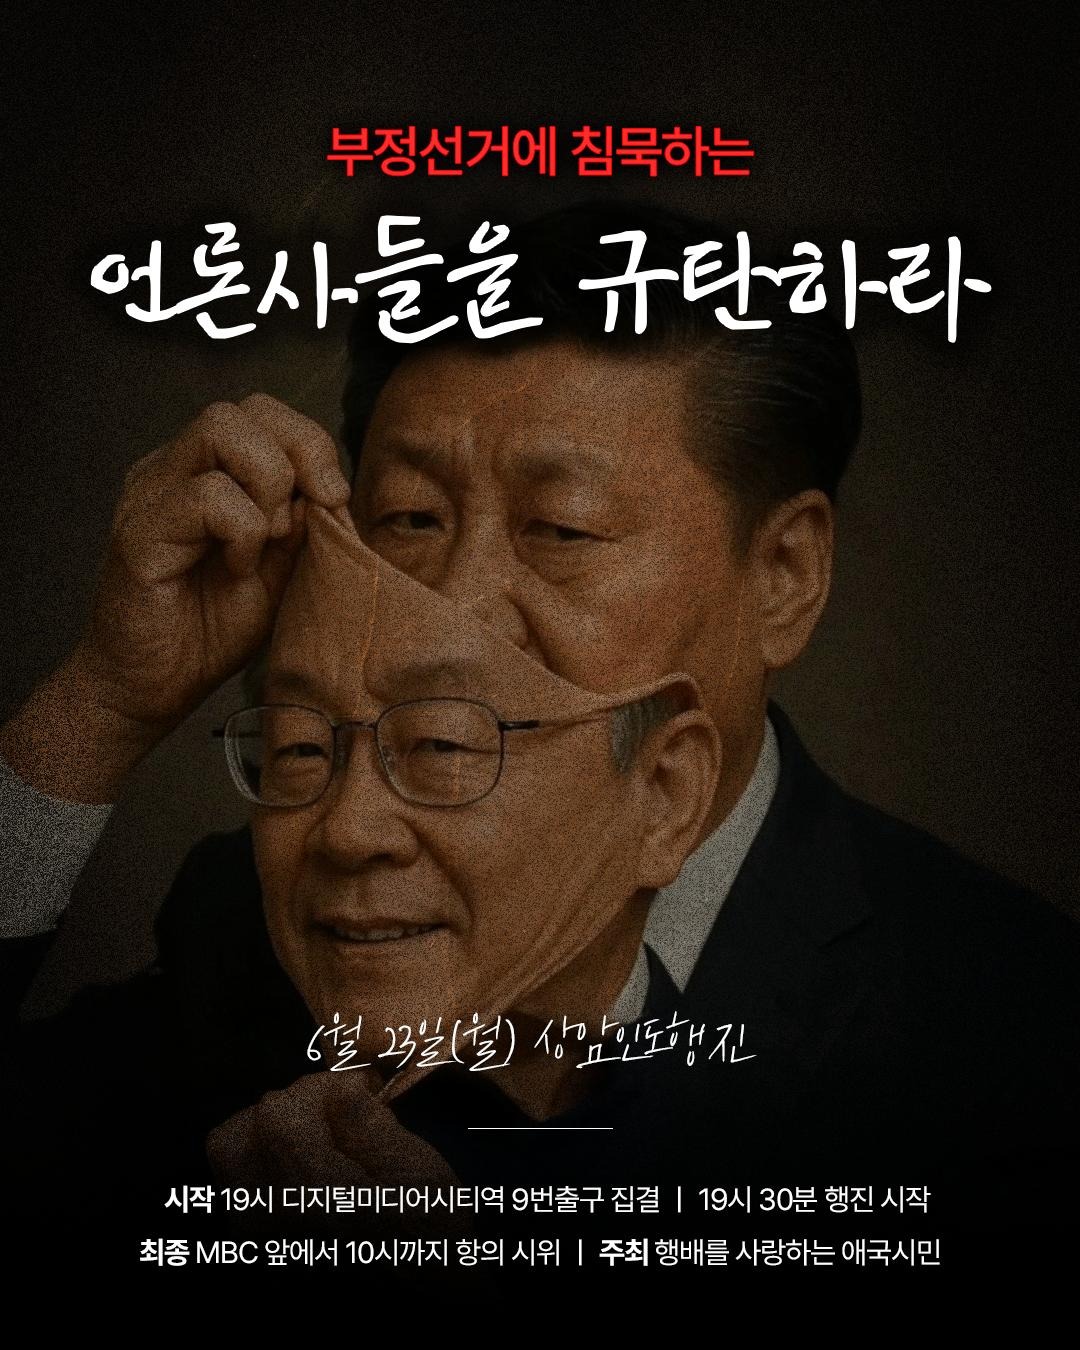 부정선거에 침묵하는
언론사들을 규탄하라
6월 23일(월) 상암인도행진
시작 19시 디지털미디어시티역 9번출구 집결 | 19시 30분 행진 시작
최종 MBC 앞에서 10시까지 항의 시위 | 주최 행배를 사랑하는 애국시민